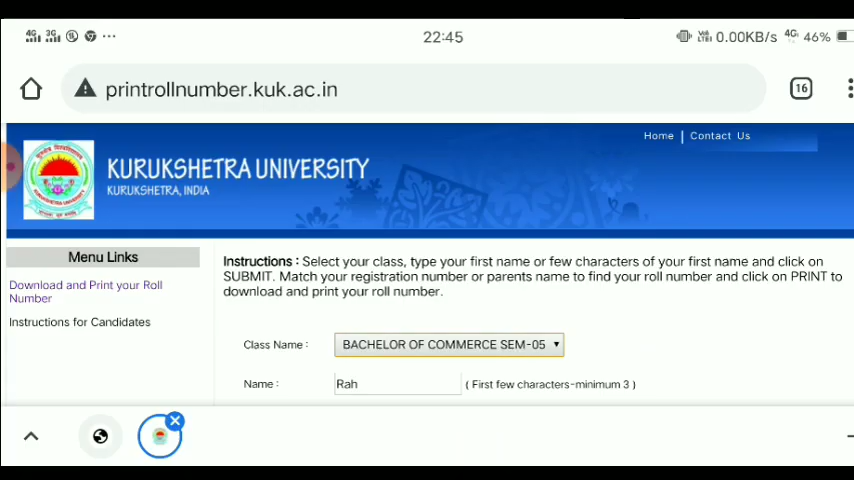 4G 3G 22:45 0.00KB/s 4G 46%
printrollnumber.kuk.ac.in 16
Home | Contact Us
KURUKSHETRA UNIVERSITY
KURUKSHETRA, INDIA
Menu Links
Download and Print your Roll
Number
Instructions for Candidates
Instructions : Select your class, type your first name or few characters of your first name and click on
SUBMIT. Match your registration number or parents name to find your roll number and click on PRINT to
download and print your roll number.
Class Name : BACHELOR OF COMMERCE SEM-05
Name : Rah ( First few characters-minimum 3 )